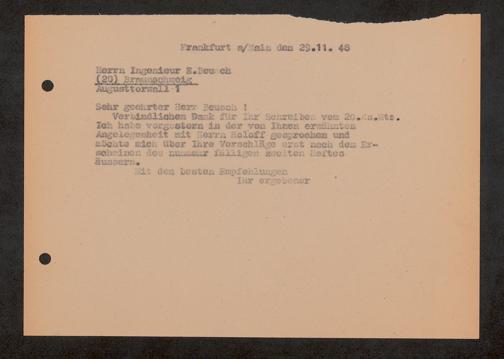 Frankfurt a/Main den 29.11. 48
Herrn Ingenieur E.Beusch
(20) Braunschweig
Augusttorwall 1
Sehr geehrter Herr Beusch !
Verbindlichen Dank für Ihr Schreiben vom 20.ds.Mts.
Ich habe vorgestern in der von Ihnen erwähnten
Angelegenheit mit Herrn Roloff gesprochen und
möchte mich über Ihre Vorschläge erst nach dem Er-
scheinen des nunmehr fälligen zweiten Heftes
äussern.
Mit den besten Empfehlungen
Ihr ergebener